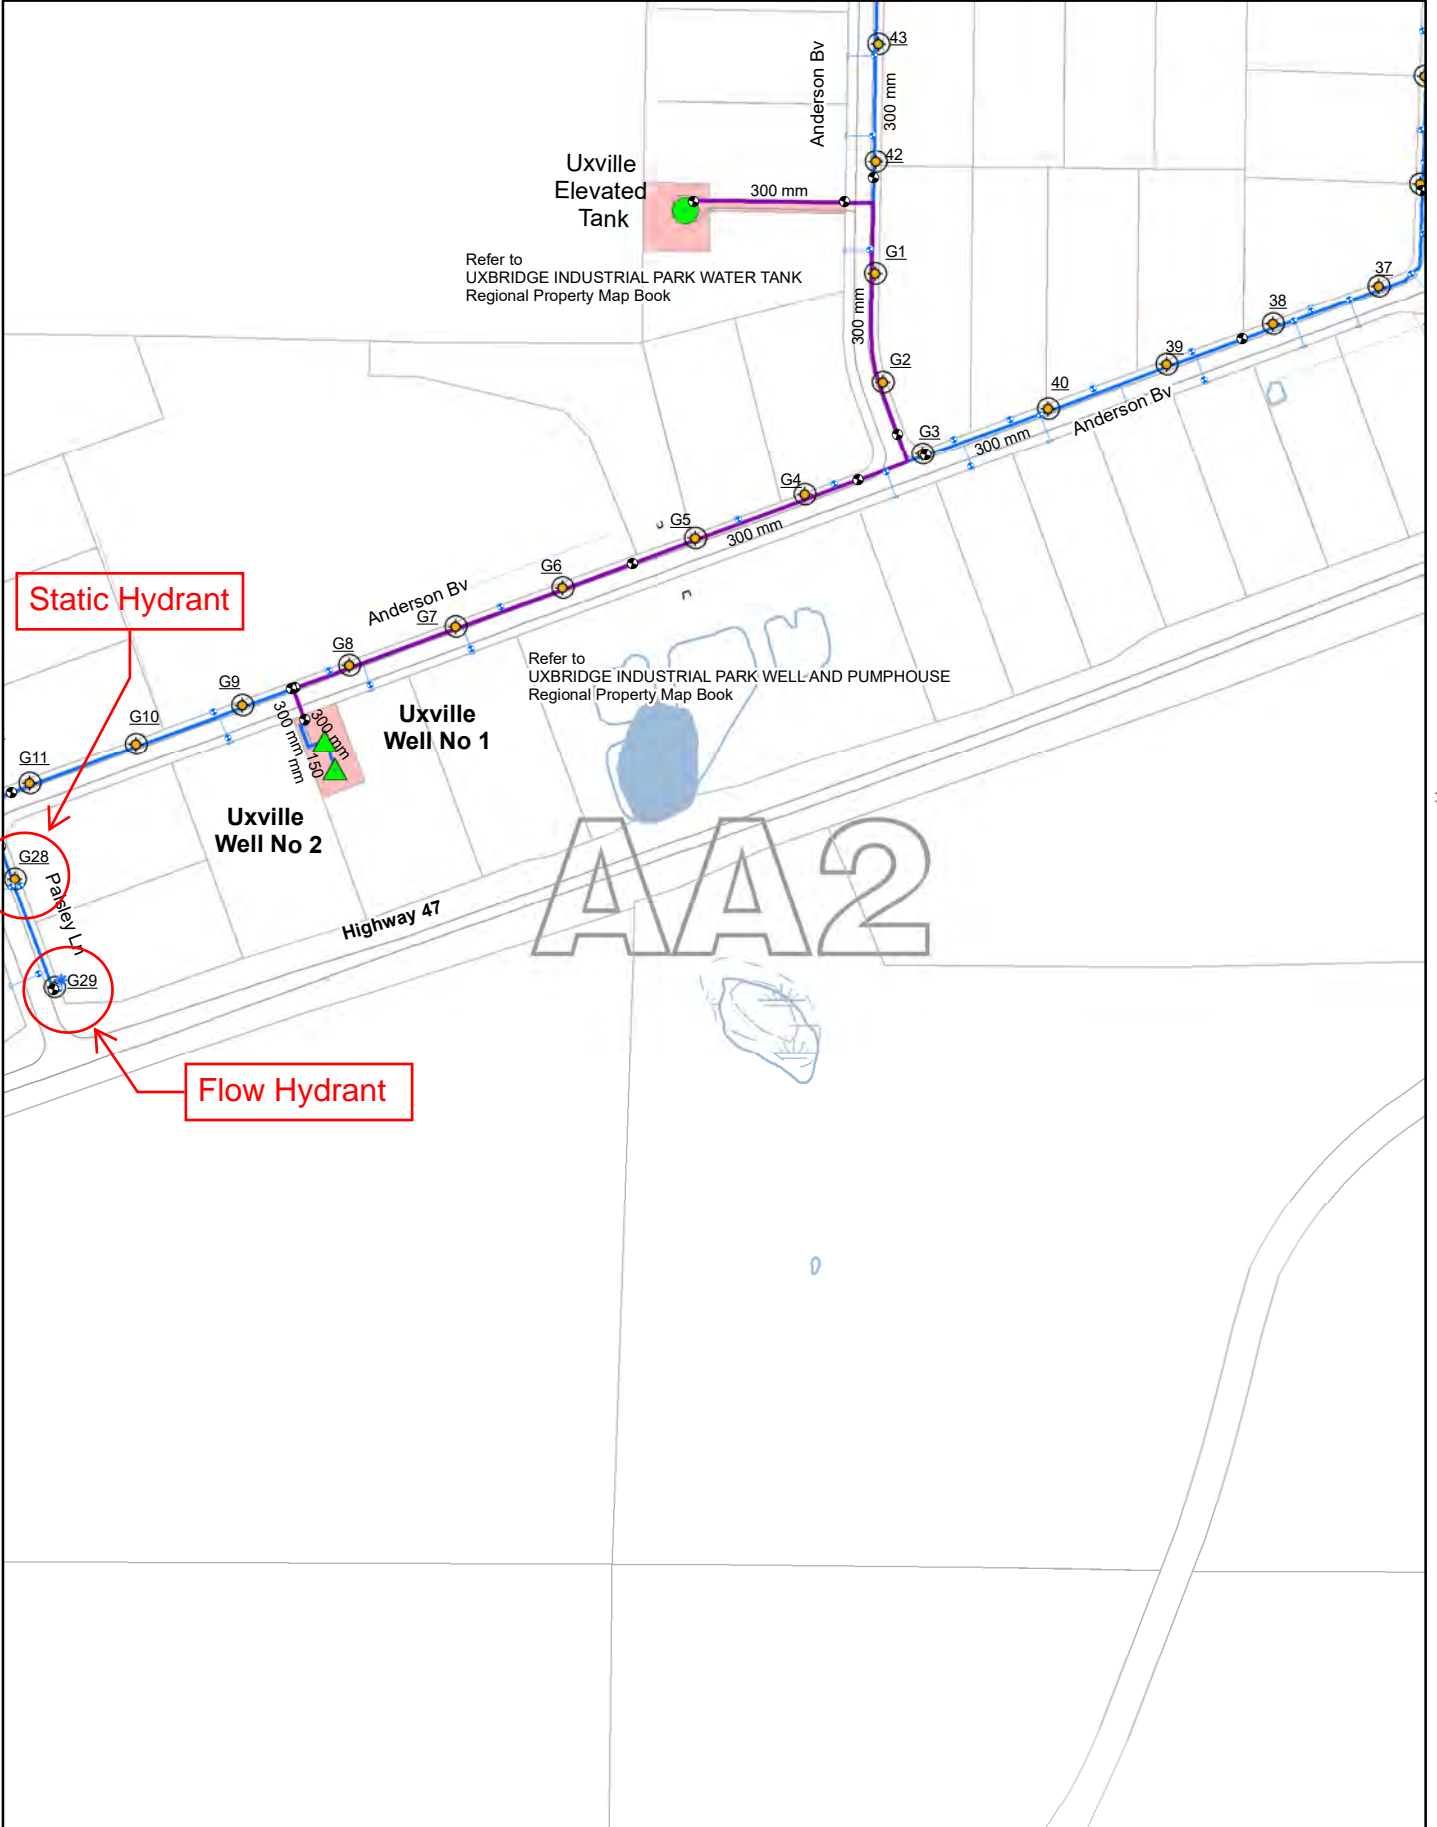 43
Anderson Bv
300 mm
42
Uxville
Elevated
Tank
300 mm
Refer to
UXBRIDGE INDUSTRIAL PARK WATER TANK
Regional Property Map Book
G1
300 mm
37
38
G2
39
40
Anderson Bv
G3
300 mm
G4
G5
300 mm
G6
Static Hydrant
Anderson Bv
G7
G8
Refer to
UXBRIDGE INDUSTRIAL PARK WELL AND PUMPHOUSE
Regional Property Map Book
G9
300 mm
300 mm
150 mm
Uxville
Well No 1
G10
G11
Uxville
Well No 2
G28
Paisley Ln
AA2
Highway 47
G29
Flow Hydrant